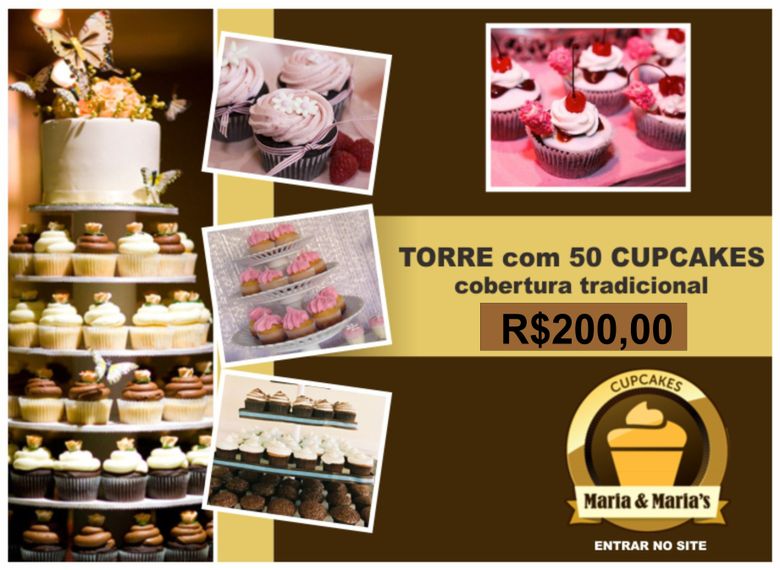 TORRE com 50 CUPCAKES
cobertura tradicional
R$200,00
CUPCAKES
Maria & Maria's
ENTRAR NO SITE